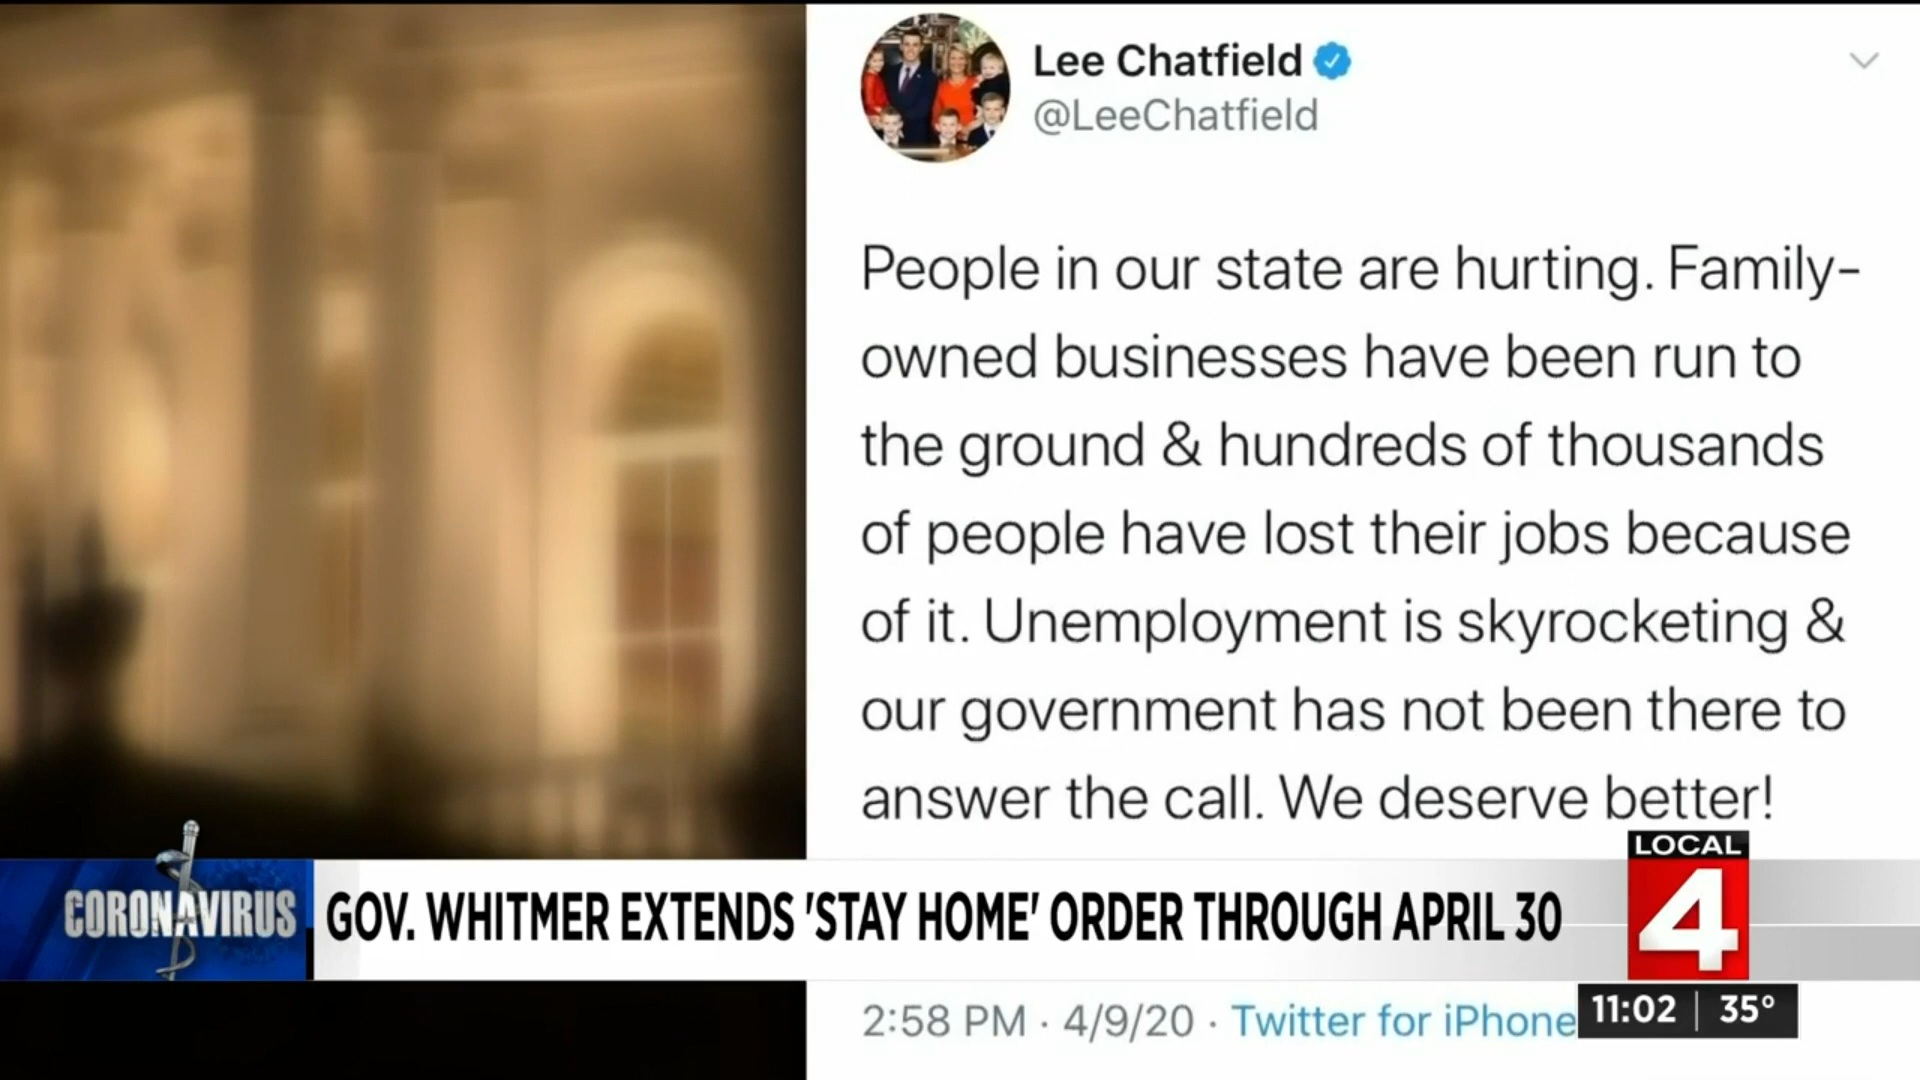 Lee Chatfield
@LeeChatfield
People in our state are hurting. Family-
owned businesses have been run to
the ground & hundreds of thousands
of people have lost their jobs because
of it. Unemployment is skyrocketing &
our government has not been there to
answer the call. We deserve better!
CORONAVIRUS
GOV. WHITMER EXTENDS 'STAY HOME' ORDER THROUGH APRIL 30
LOCAL
4
2:58 PM · 4/9/20 · Twitter for iPhone
11:02 | 35°